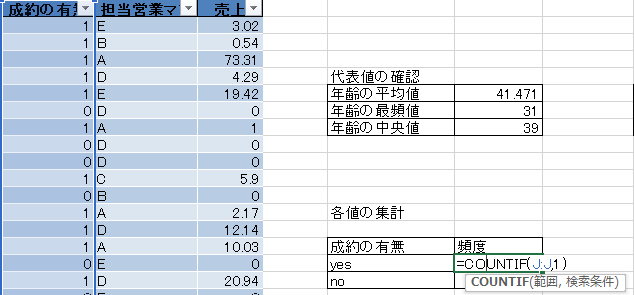 成約の有無 担当営業マ 売上
1 E 3.02
1 B 0.54
1 A 73.31
1 D 4.29 代表値の確認
1 E 19.42 年齢の平均値 41.471
0 D 0 年齢の最頻値 31
1 A 1 年齢の中央値 39
0 D 0
0 D 0
1 C 5.9
0 B 0
1 A 2.17 各値の集計
1 D 12.14
1 A 10.03 成約の有無 頻度
0 E 0 yes =COUNTIF(J:J,1)
1 D 20.94 no COUNTIF(範囲, 検索条件)